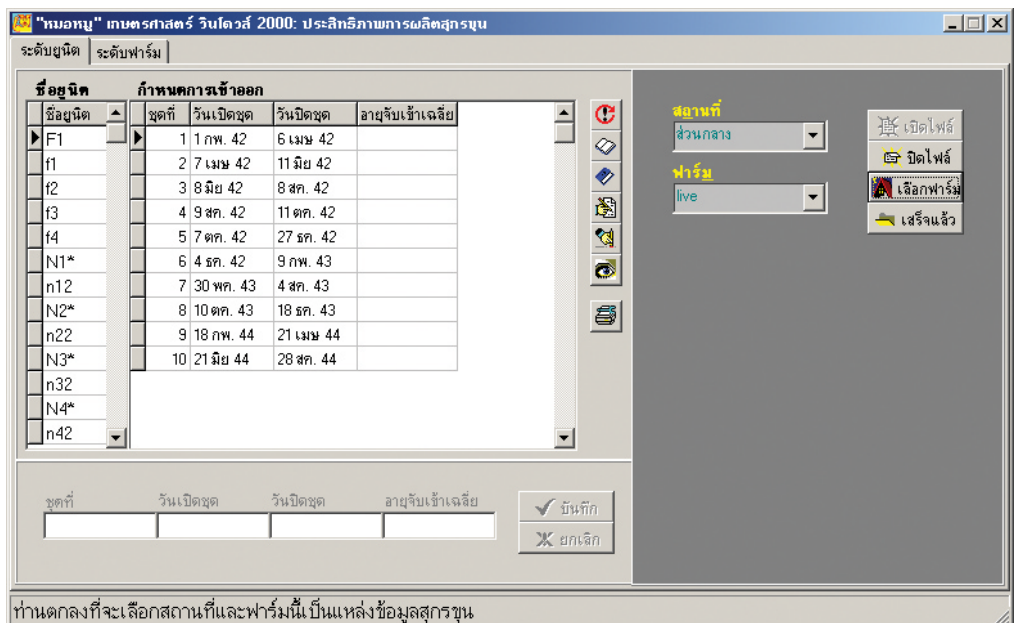 "หมอหมู" เกษตรศาสตร์ วินโดวส์ 2000: ประสิทธิภาพการผลิตสุกรขุน
ระดับยูนิต ระดับฟาร์ม
ชื่อยูนิต กำหนดการเข้าออก
ชื่อยูนิต ชุดที่ วันเปิดชุด วันปิดชุด อายุจับเข้าเฉลี่ย
F1 1 1 กพ. 42 6 เมษ 42
f1 2 7 เมษ 42 11 มิย 42
f2 3 8 มิย 42 8 สค. 42
f3 4 9 สค. 42 11 ตค. 42
f4 5 7 ตค. 42 27 ธค. 42
N1* 6 4 ธค. 42 9 กพ. 43
n12 7 30 พค. 43 4 สค. 43
N2* 8 10 ตค. 43 18 ธค. 43
n22 9 18 กพ. 44 21 เมษ 44
N3* 10 21 มิย 44 28 สค. 44
n32
N4*
n42
สถานที่
ส่วนกลาง
ฟาร์ม
live
เปิดไฟล์
ปิดไฟล์
เลือกฟาร์ม
เสร็จแล้ว
ชุดที่ วันเปิดชุด วันปิดชุด อายุจับเข้าเฉลี่ย
บันทึก
ยกเลิก
ท่านตกลงที่จะเลือกสถานที่และฟาร์มนี้เป็นแหล่งข้อมูลสุกรขุน